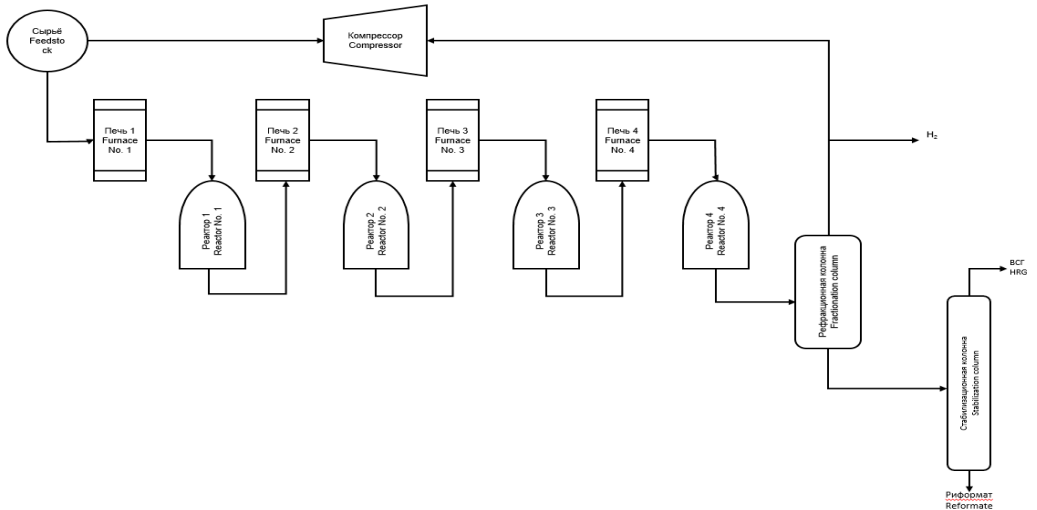 Сырьё
Feedsto
ck
Компрессор
Compressor
Печь 1
Furnace
No. 1
Печь 2
Furnace
No. 2
Печь 3
Furnace
No. 3
Печь 4
Furnace
No. 4
H₂
Реактор 1
Reactor No. 1
Реактор 2
Reactor No. 2
Реактор 3
Reactor No. 3
Реактор 4
Reactor No. 4
Рефракционная колонна
Fractionation column
ВСГ
HRG
Стабилизационная колонна
Stabilization column
Риформат
Reformate